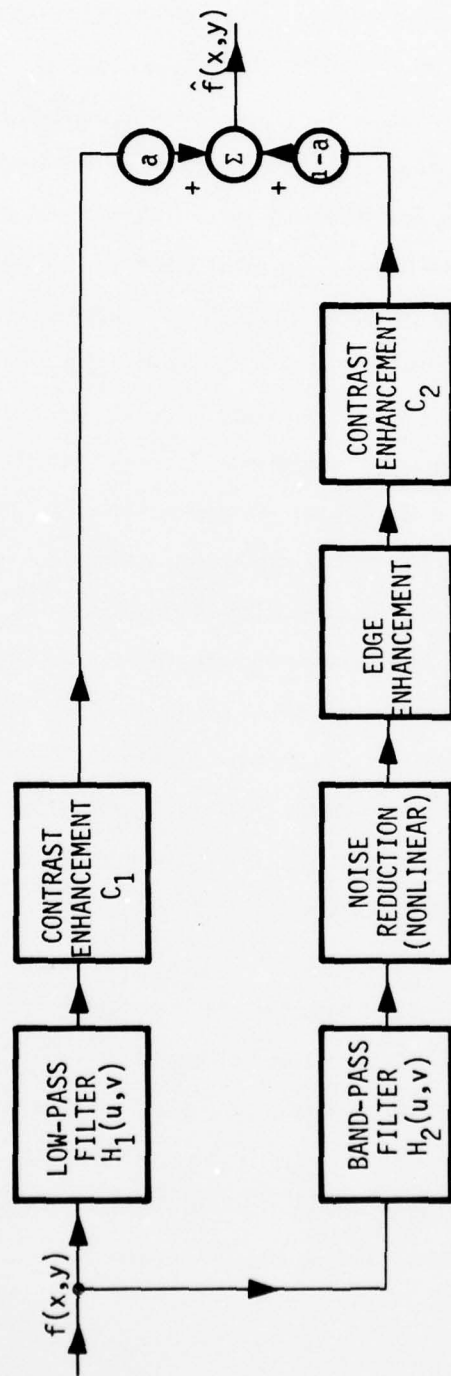 f(x,y)
LOW-PASS
FILTER
H₁(u,v)
CONTRAST
ENHANCEMENT
C₁
a
+
Σ
f̂(x,y)
+
1-a
BAND-PASS
FILTER
H₂(u,v)
NOISE
REDUCTION
(NONLINEAR)
EDGE
ENHANCEMENT
CONTRAST
ENHANCEMENT
C₂